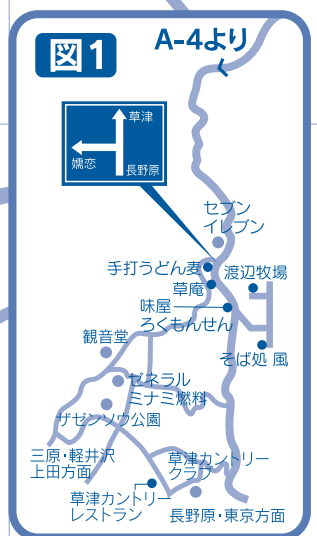 図1
A-4より
草津
嬬恋
長野原
セブン
イレブン
手打うどん麦
渡辺牧場
草庵
味屋
ろくもんせん
観音堂
そば処 風
ゼネラル
ミナミ燃料
ザゼンソウ公園
三原・軽井沢
上田方面
草津カントリー
クラブ
草津カントリー
レストラン
長野原・東京方面